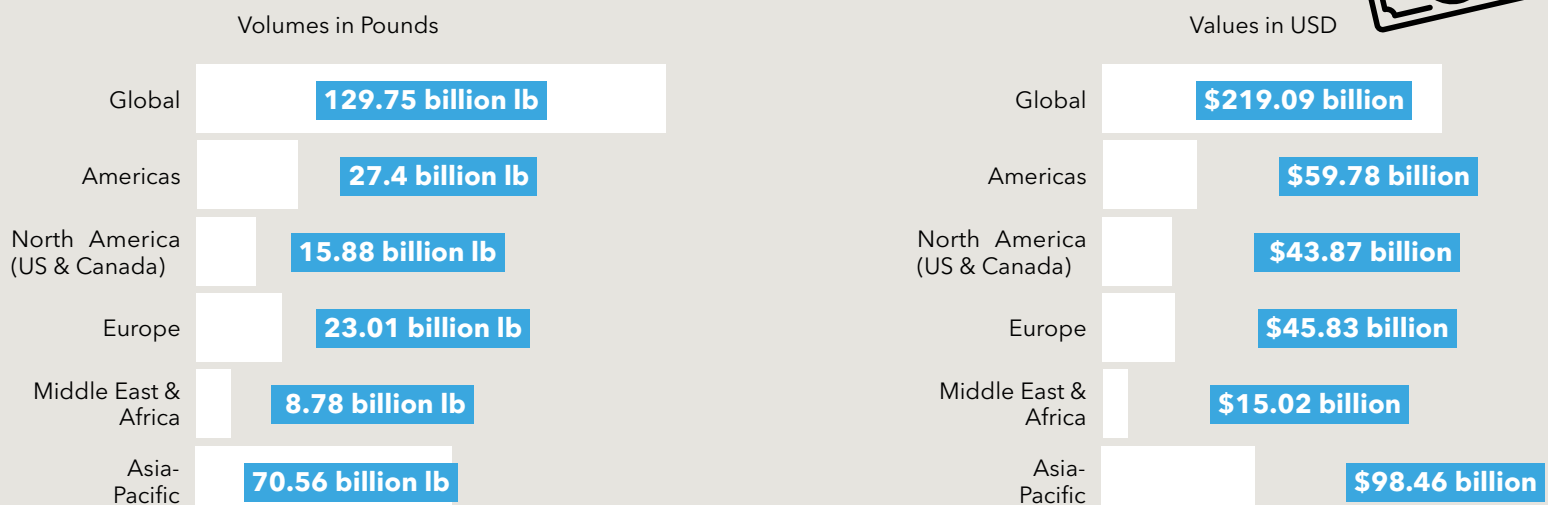 Volumes in Pounds
Global
129.75 billion lb
Americas
27.4 billion lb
North America
(US & Canada)
15.88 billion lb
Europe
23.01 billion lb
Middle East &
Africa
8.78 billion lb
Asia-
Pacific
70.56 billion lb
Values in USD
Global
$219.09 billion
Americas
$59.78 billion
North America
(US & Canada)
$43.87 billion
Europe
$45.83 billion
Middle East &
Africa
$15.02 billion
Asia-
Pacific
$98.46 billion